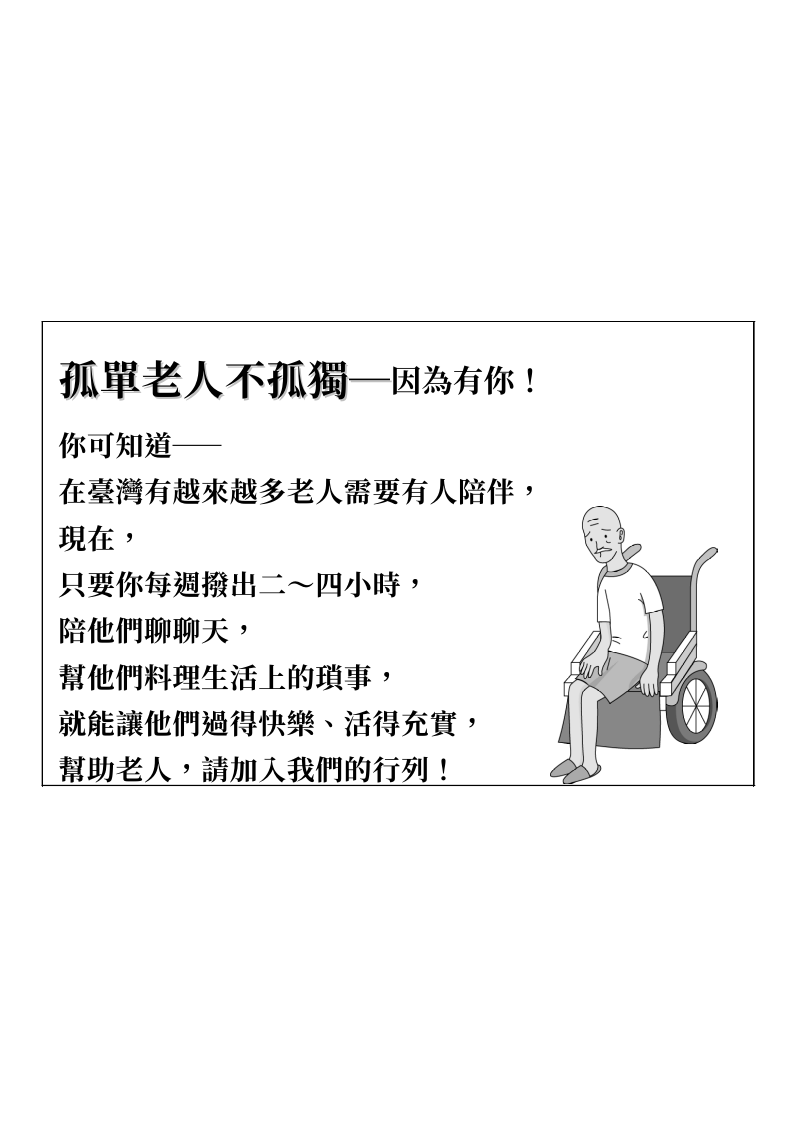 孤單老人不孤獨──因為有你！
你可知道──
在臺灣有越來越多老人需要有人陪伴，
現在，
只要你每週撥出二～四小時，
陪他們聊聊天，
幫他們料理生活上的瑣事，
就能讓他們過得快樂、活得充實，
幫助老人，請加入我們的行列！